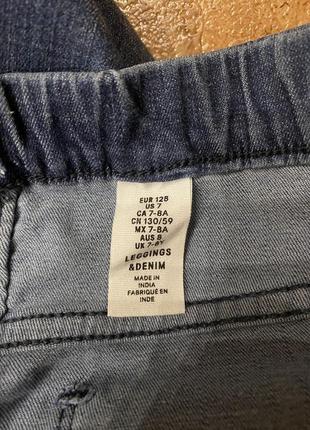 EUR 128
US 7
CA 7-8A
CN 130/59
MX 7-8A
AUS 8
UK 7-8Y
LEGGINGS
&DENIM
MADE IN
INDIA
FABRIQUÉ EN
INDE